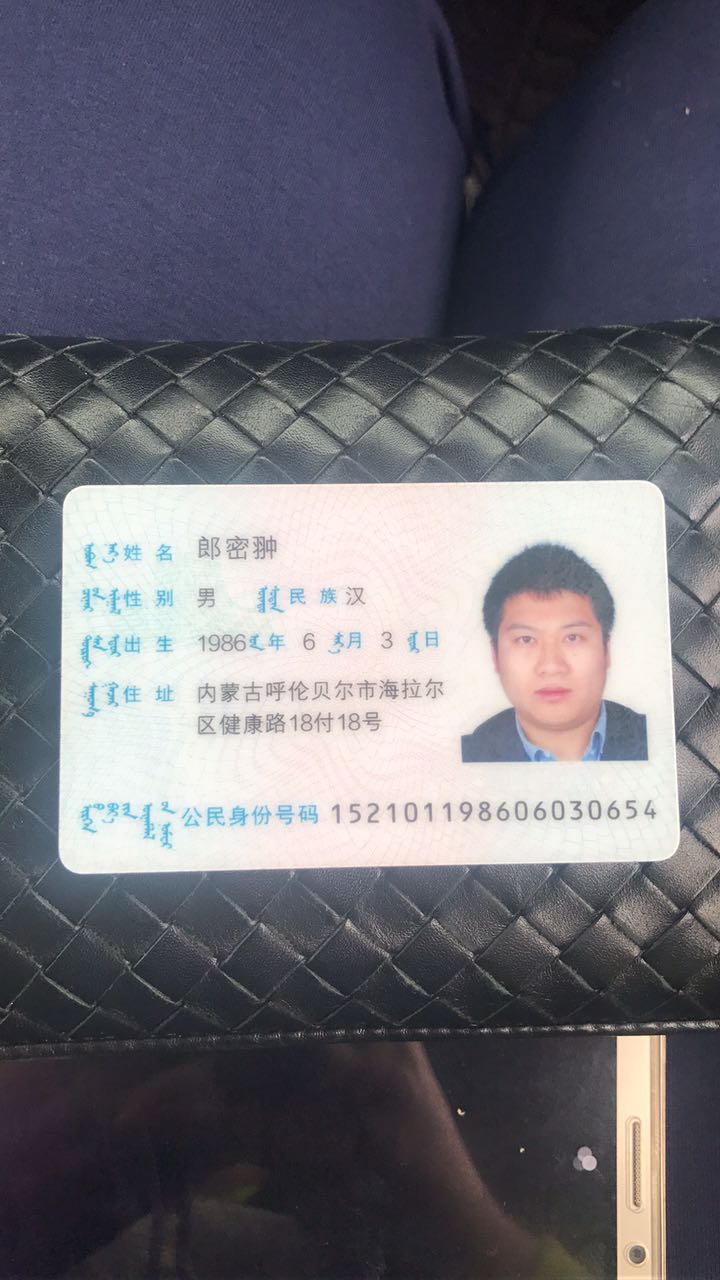 姓名 郎密翀
性别 男 民族 汉
出生 1986 年 6 月 3 日
住址 内蒙古呼伦贝尔市海拉尔
区健康路18付18号
公民身份号码 152101198606030654